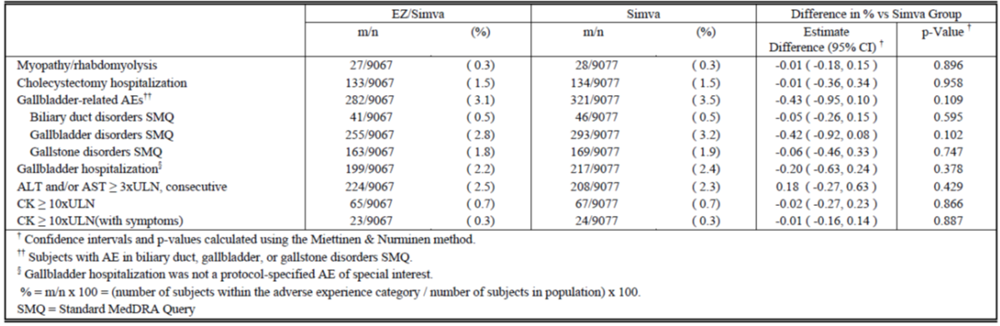 EZ/Simva Simva Difference in % vs Simva Group
m/n (%) m/n (%) Estimate p-Value †
Difference (95% CI) †
Myopathy/rhabdomyolysis 27/9067 ( 0.3) 28/9077 ( 0.3) -0.01 ( -0.18, 0.15 ) 0.896
Cholecystectomy hospitalization 133/9067 ( 1.5) 134/9077 ( 1.5) -0.01 ( -0.36, 0.34 ) 0.958
Gallbladder-related AEs†† 282/9067 ( 3.1) 321/9077 ( 3.5) -0.43 ( -0.95, 0.10 ) 0.109
Biliary duct disorders SMQ 41/9067 ( 0.5) 46/9077 ( 0.5) -0.05 ( -0.26, 0.15 ) 0.595
Gallbladder disorders SMQ 255/9067 ( 2.8) 293/9077 ( 3.2) -0.42 ( -0.92, 0.08 ) 0.102
Gallstone disorders SMQ 163/9067 ( 1.8) 169/9077 ( 1.9) -0.06 ( -0.46, 0.33 ) 0.747
Gallbladder hospitalization§ 199/9067 ( 2.2) 217/9077 ( 2.4) -0.20 ( -0.63, 0.24 ) 0.378
ALT and/or AST ≥ 3xULN, consecutive 224/9067 ( 2.5) 208/9077 ( 2.3) 0.18 ( -0.27, 0.63 ) 0.429
CK ≥ 10xULN 65/9067 ( 0.7) 67/9077 ( 0.7) -0.02 ( -0.27, 0.23 ) 0.866
CK ≥ 10xULN(with symptoms) 23/9067 ( 0.3) 24/9077 ( 0.3) -0.01 ( -0.16, 0.14 ) 0.887
† Confidence intervals and p-values calculated using the Miettinen & Nurminen method.
†† Subjects with AE in biliary duct, gallbladder, or gallstone disorders SMQ.
§ Gallbladder hospitalization was not a protocol-specified AE of special interest.
% = m/n x 100 = (number of subjects within the adverse experience category / number of subjects in population) x 100.
SMQ = Standard MedDRA Query